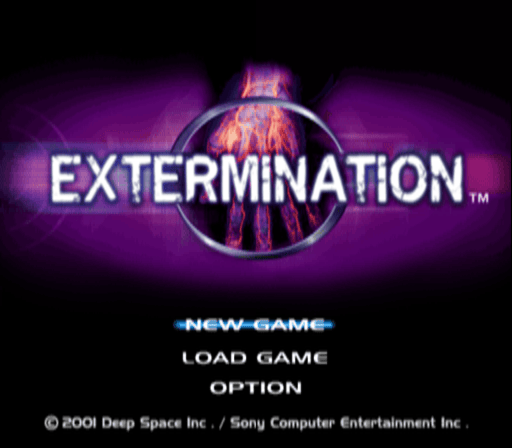 EXTERMINATION™
NEW GAME
LOAD GAME
OPTION
© 2001 Deep Space Inc . / Sony Computer Entertainment Inc .